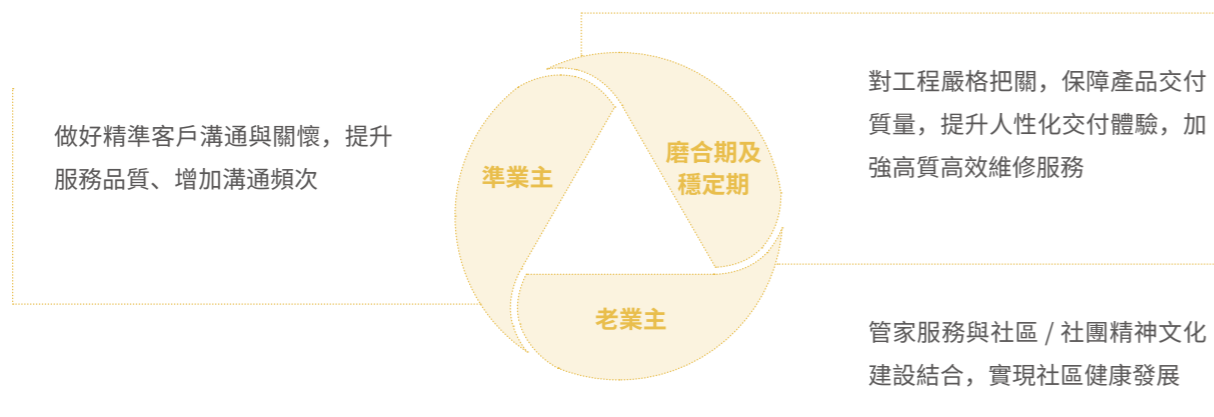 做好精準客戶溝通與關懷，提升
服務品質、增加溝通頻次
準業主
磨合期及
穩定期
對工程嚴格把關，保障產品交付
質量，提升人性化交付體驗，加
強高質高效維修服務
老業主
管家服務與社區 / 社團精神文化
建設結合，實現社區健康發展